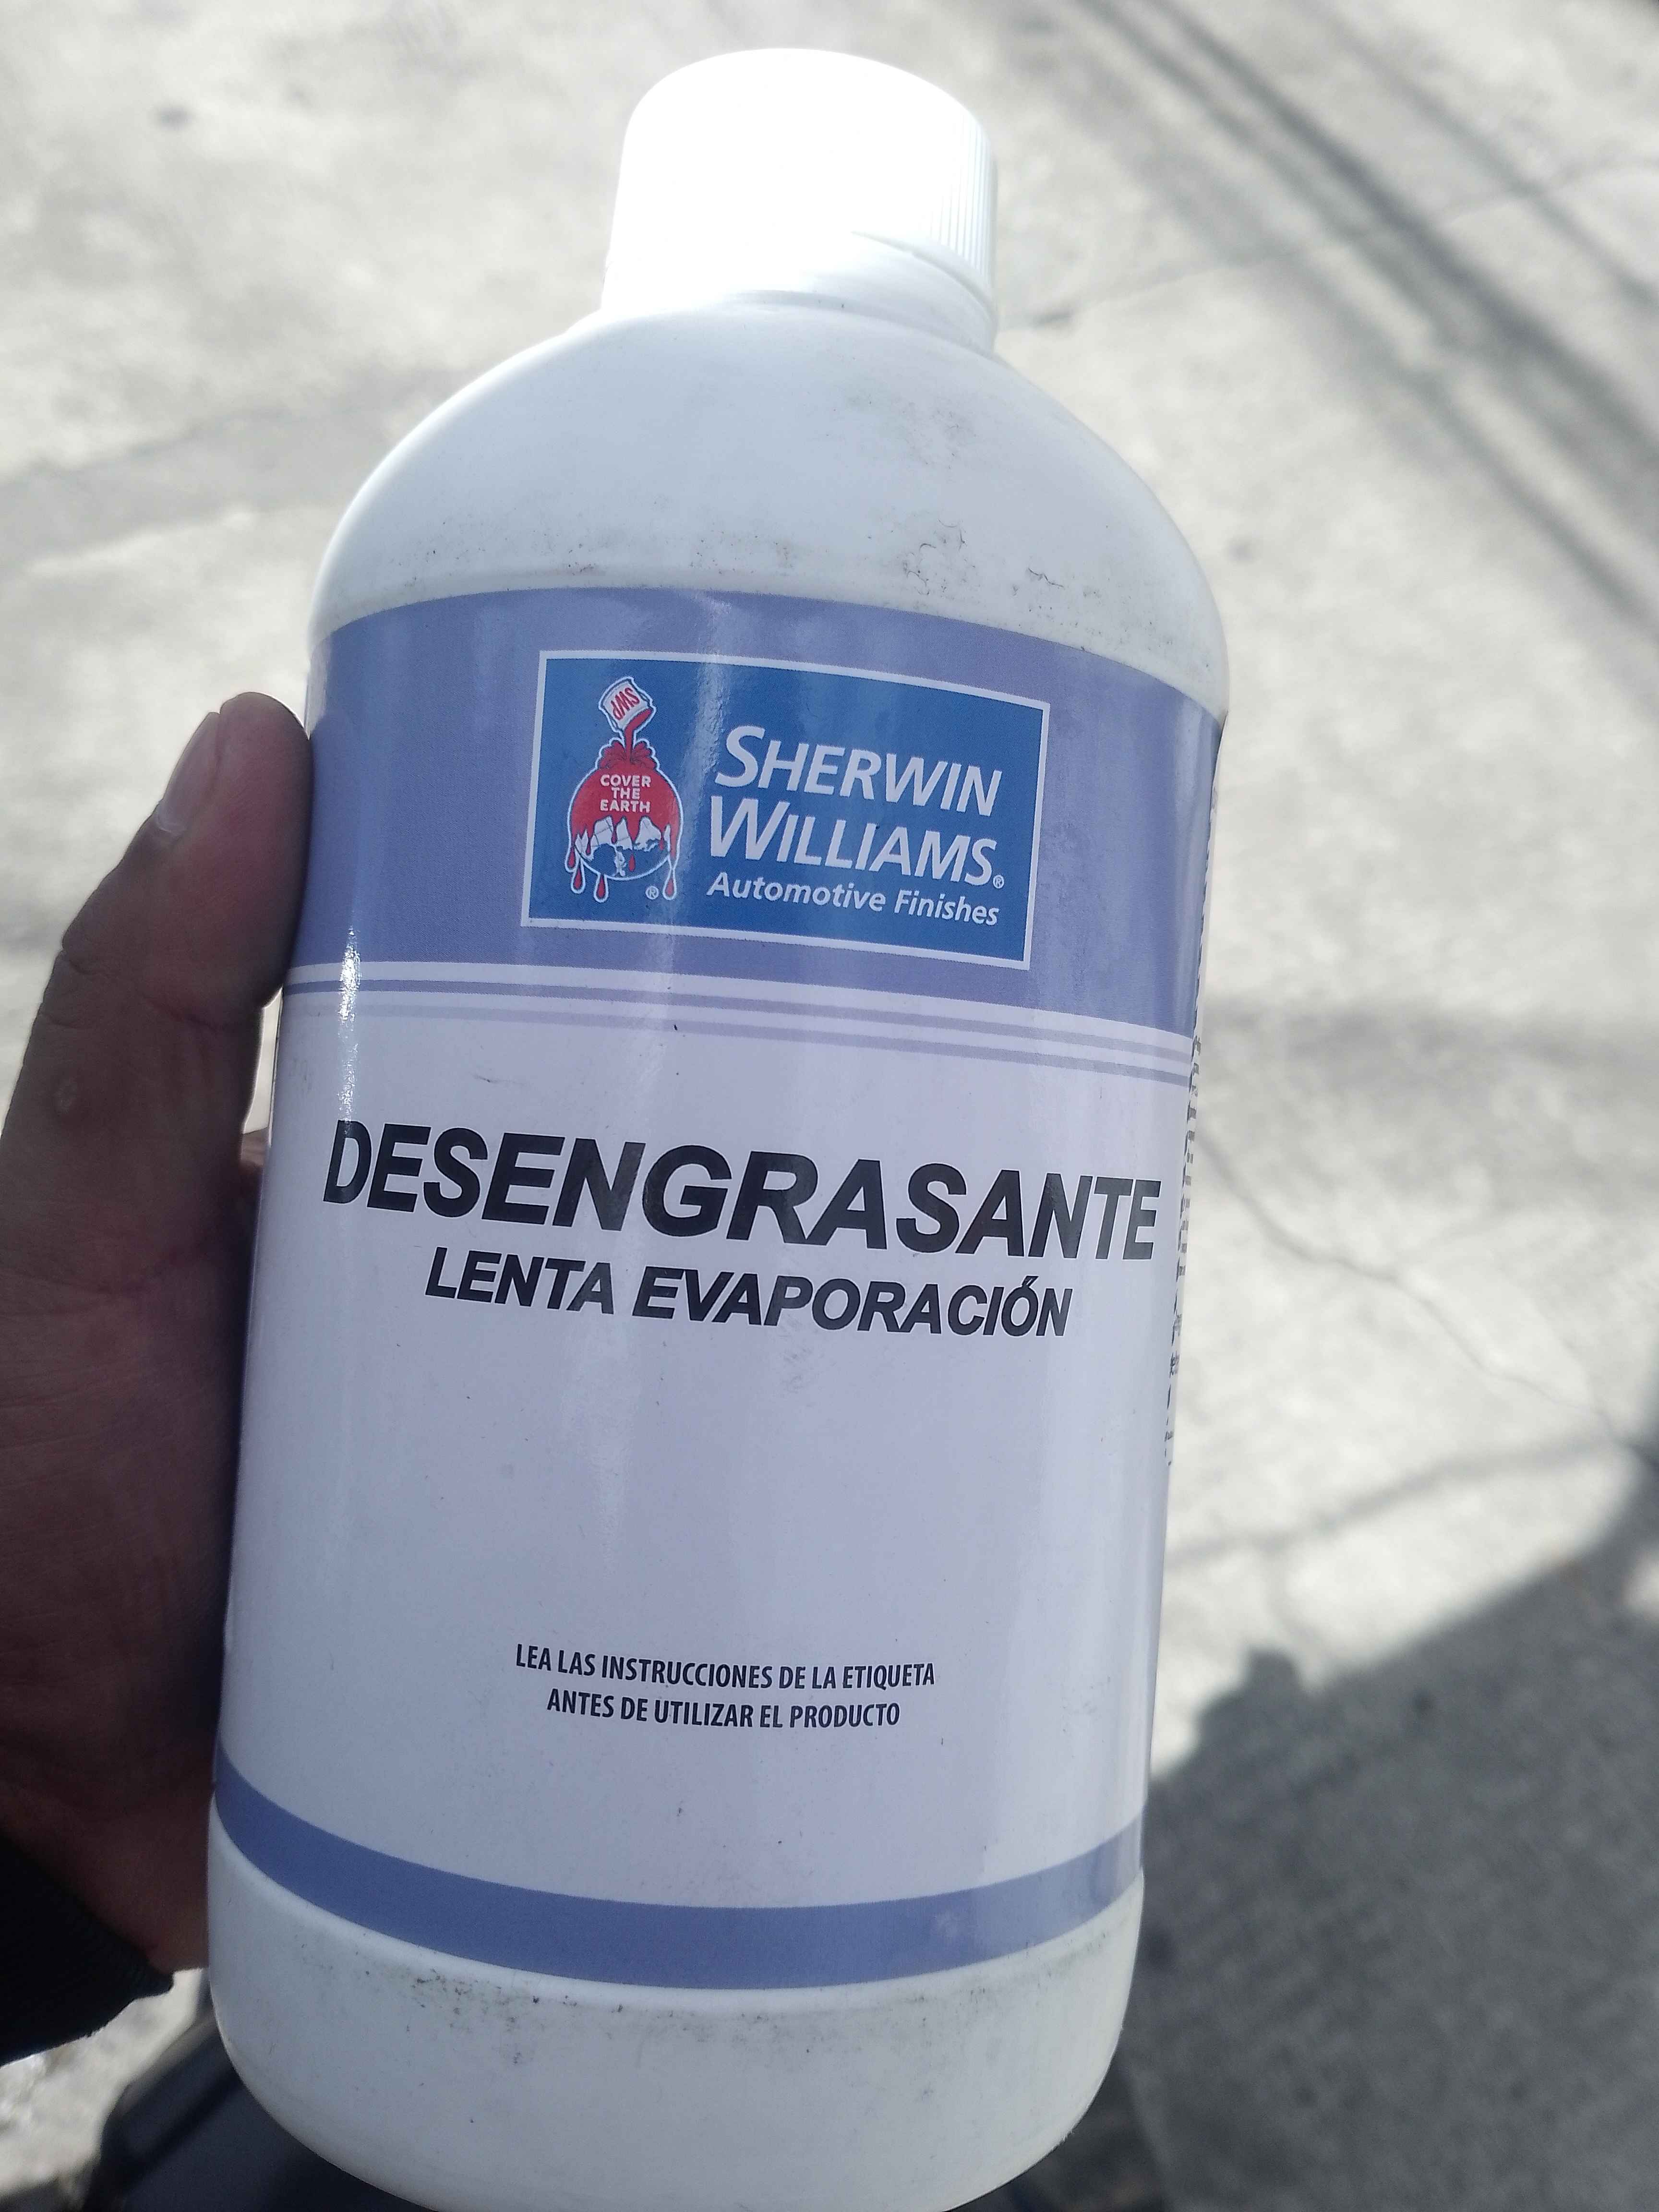 SWP
COVER
THE
EARTH
®
SHERWIN
WILLIAMS®
Automotive Finishes
DESENGRASANTE
LENTA EVAPORACIÓN
LEA LAS INSTRUCCIONES DE LA ETIQUETA
ANTES DE UTILIZAR EL PRODUCTO